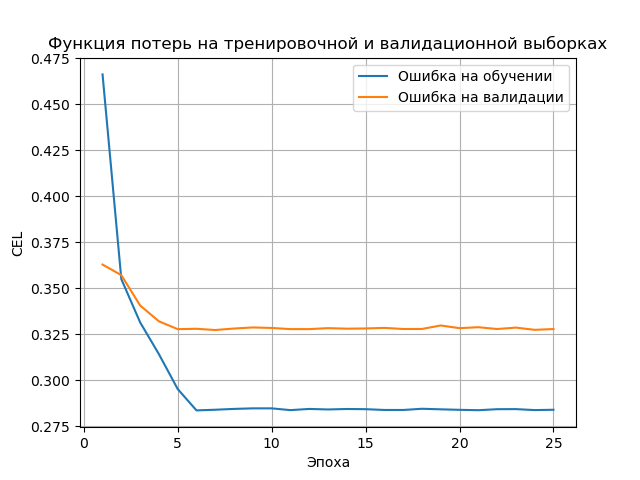 Функция потерь на тренировочной и валидационной выборках
Ошибка на обучении
Ошибка на валидации
0.475
0.450
0.425
0.400
0.375
0.350
0.325
0.300
0.275
CEL
0 5 10 15 20 25
Эпоха